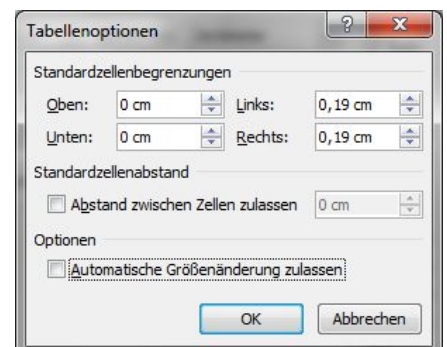 Tabellenoptionen
Standardzellenbegrenzungen
Oben: 0 cm Links: 0,19 cm
Unten: 0 cm Rechts: 0,19 cm
Standardzellenabstand
Abstand zwischen Zellen zulassen 0 cm
Optionen
Automatische Größenänderung zulassen
OK Abbrechen